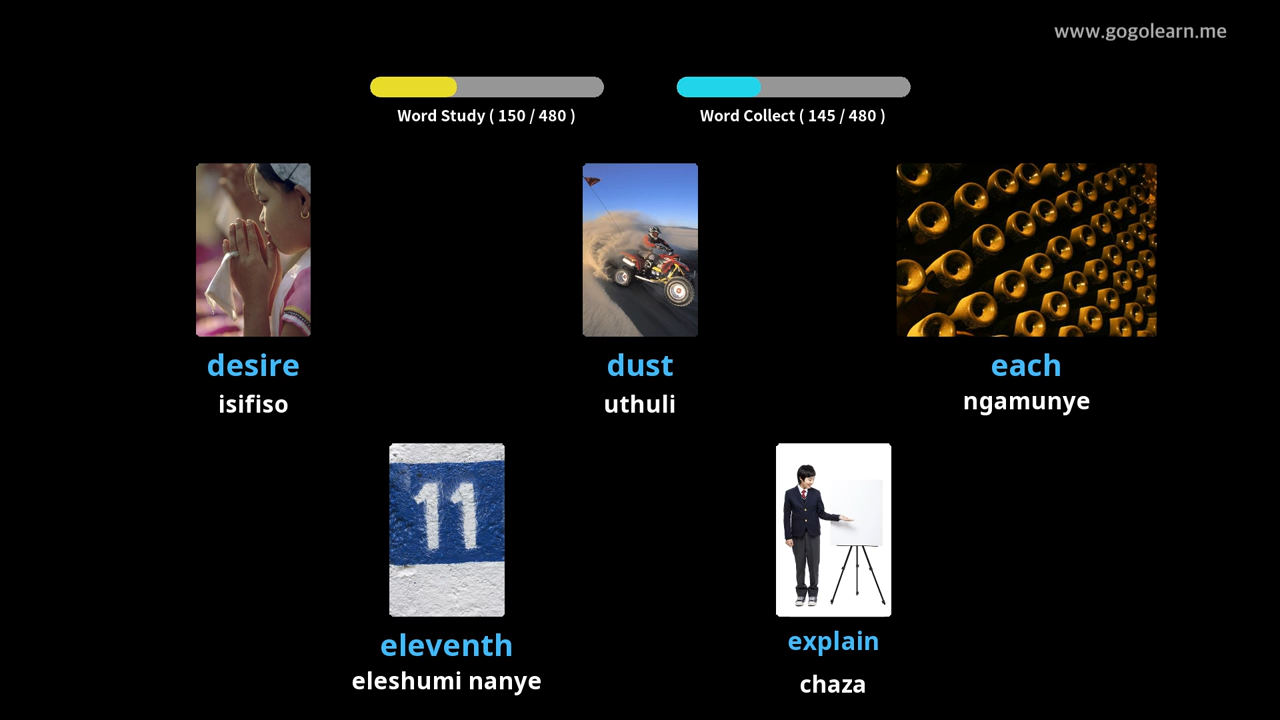 www.gogolearn.me
Word Study ( 150 / 480 )
Word Collect ( 145 / 480 )
desire
isifiso
dust
uthuli
each
ngamunye
11
eleventh
eleshumi nanye
explain
chaza